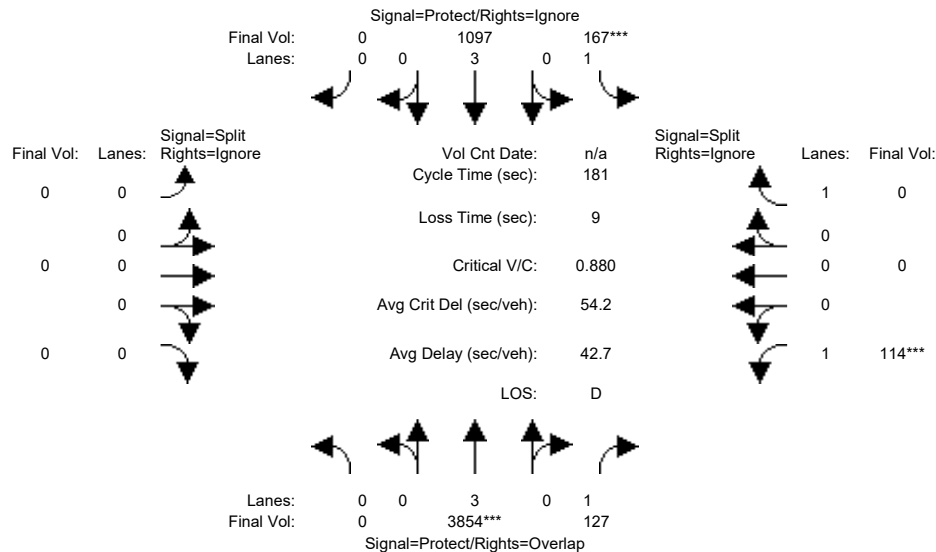 Signal=Protect/Rights=Ignore
Final Vol: 0 1097 167***
Lanes: 0 0 3 0 1
Signal=Split Signal=Split
Final Vol: Lanes: Rights=Ignore Vol Cnt Date: n/a Rights=Ignore Lanes: Final Vol:
Cycle Time (sec): 181
0 0 1 0
Loss Time (sec): 9
0 0
0 0 Critical V/C: 0.880 0 0
0 Avg Crit Del (sec/veh): 54.2 0
0 0 Avg Delay (sec/veh): 42.7 1 114***
LOS: D
Lanes: 0 0 3 0 1
Final Vol: 0 3854*** 127
Signal=Protect/Rights=Overlap